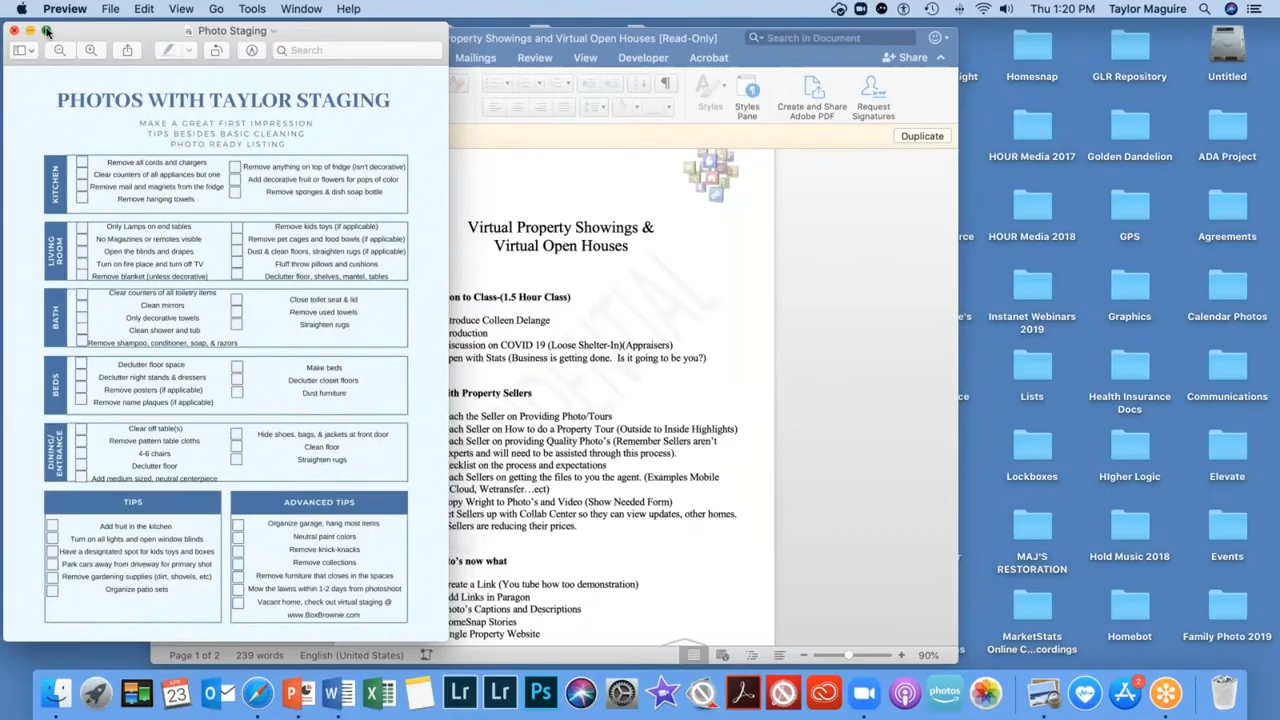 Preview File Edit View Go Tools Window Help
Thu 1:20 PM Taylor Maguire
Photo Staging
Search
PHOTOS WITH TAYLOR STAGING
MAKE A GREAT FIRST IMPRESSION
TIPS BESIDES BASIC CLEANING
PHOTO READY LISTING
KITCHEN
Remove all cords and chargers
Clear counters of all appliances but one
Remove mail and magnets from the fridge
Remove hanging towels
Remove anything on top of fridge (isn't decorative)
Add decorative fruit or flowers for pops of color
Remove sponges & dish soap bottle
LIVING
ROOM
Only Lamps on end tables
No Magazines or remotes visible
Open the blinds and drapes
Turn on fire place and turn off TV
Remove blanket (unless decorative)
Remove kids toys (if applicable)
Remove pet cages and food bowls (if applicable)
Dust & clean floors, straighten rugs (if applicable)
Fluff throw pillows and cushions
Declutter floor, shelves, mantel, tables
BATH
Clear counters of all toiletry items
Clean mirrors
Only decorative towels
Clean shower and tub
Remove shampoo, conditioner, soap, & razors
Close toilet seat & lid
Remove used towels
Straighten rugs
BEDS
Declutter floor space
Declutter night stands & dressers
Remove posters (if applicable)
Remove name plaques (if applicable)
Make beds
Declutter closet floors
Dust furniture
DINING/
ENTRANCE
Clear off table(s)
Remove pattern table cloths
4-6 chairs
Declutter floor
Add medium sized, neutral centerpiece
Hide shoes, bags, & jackets at front door
Clean floor
Straighten rugs
TIPS
Add fruit in the kitchen
Turn on all lights and open window blinds
Have a desigritated spot for kids toys and boxes
Park cars away from driveway for primary shot
Remove gardening supplies (dirt, shovels, etc)
Organize patio sets
ADVANCED TIPS
Organize garage, hang most items
Neutral paint colors
Remove knick-knacks
Remove collections
Remove furniture that closes in the spaces
Mow the lawns within 1-2 days from photoshoot
Vacant home, check out virtual staging @
www.BoxBrownie.com
roperty Showings and Virtual Open Houses [Read-Only]
Search in Document
Mailings Review View Developer Acrobat
Share
Styles
Styles
Pane
Create and Share
Adobe PDF
Request
Signatures
Duplicate
Virtual Property Showings &
Virtual Open Houses
on to Class-(1.5 Hour Class)
troduce Colleen Delange
roduction
iscussion on COVID 19 (Loose Shelter-In)(Appraisers)
pen with Stats (Business is getting done. Is it going to be you?)
ith Property Sellers
ach the Seller on Providing Photo/Tours
ach Seller on How to do a Property Tour (Outside to Inside Highlights)
ach Seller on providing Quality Photo's (Remember Sellers aren't
xperts and will need to be assisted through this process).
ecklist on the process and expectations
ach Sellers on getting the files to you the agent. (Examples Mobile
Cloud, Wetransfer…ect)
opy Wright to Photo's and Video (Show Needed Form)
et Sellers up with Collab Center so they can view updates, other homes.
Sellers are reducing their prices.
to's now what
reate a Link (You tube how too demonstration)
dd Links in Paragon
hoto's Captions and Descriptions
omeSnap Stories
ngle Property Website
Page 1 of 2 239 words English (United States)
90%
ight Homesnap GLR Repository Untitled
HOUR Media 2017 Golden Dandelion ADA Project
rce HOUR Media 2018 GPS Agreements
e's Instanet Webinars
2019
Graphics Calendar Photos
Lists Health Insurance
Docs
Communications
Lockboxes HIgher Logic Elevate
MAJ'S
RESTORATION
Hold Music 2018 Events
MarketStats
Online C...cordings
Homebot Family Photo 2019
APR
23
Lr Lr Ps
photos
2